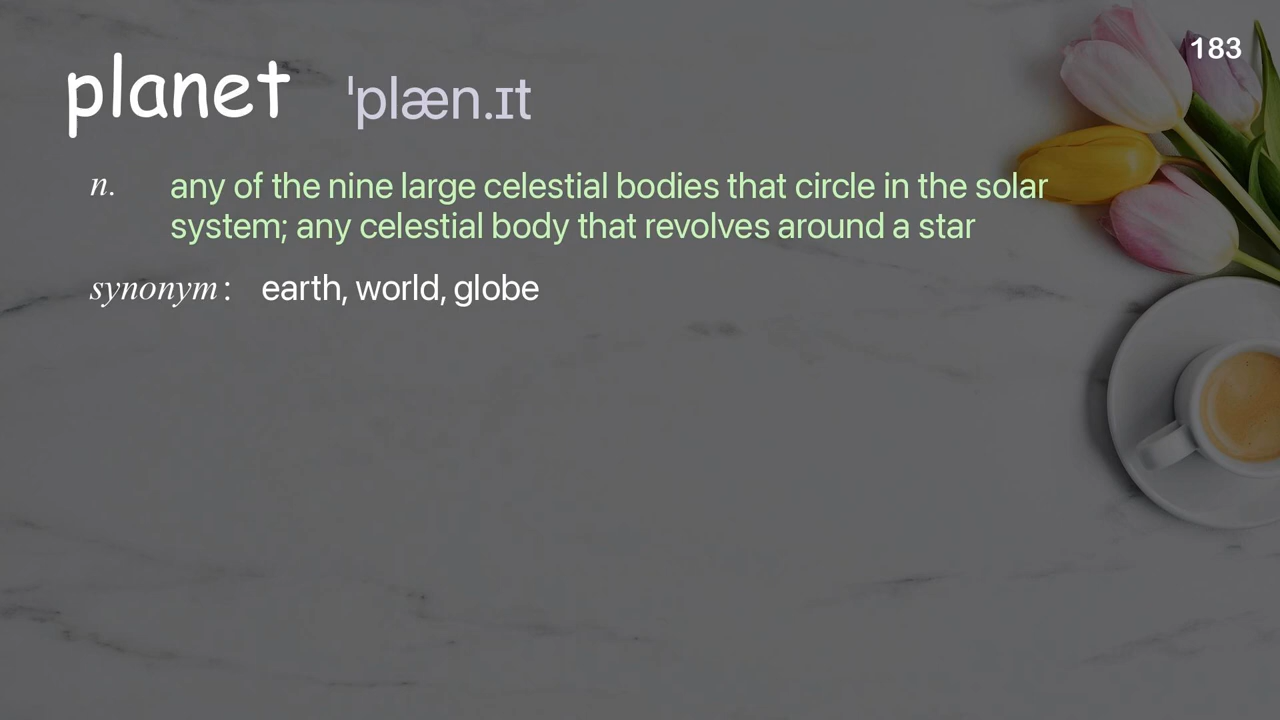 183
planet ˈplæn.ɪt
n. any of the nine large celestial bodies that circle in the solar
system; any celestial body that revolves around a star
synonym: earth, world, globe